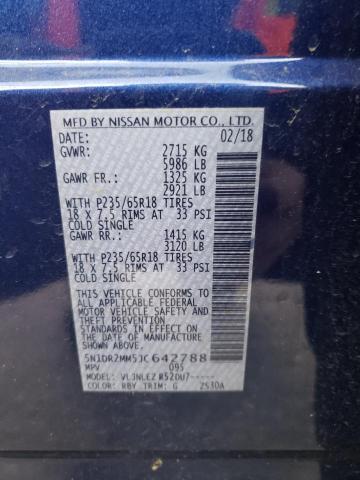 MFD BY NISSAN MOTOR CO., LTD.
DATE: 02/18
GVWR: 2715 KG
5986 LB
GAWR FR.: 1325 KG
2921 LB
WITH P235/65R18 TIRES
18 X 7.5 RIMS AT 33 PSI
COLD SINGLE
GAWR RR: 1415 KG
3120 LB
WITH P235/65R18 TIRES
18 X 7.5 RIMS AT 33 PSI
COLD SINGLE
THIS VEHICLE CONFORMS TO
ALL APPLICABLE FEDERAL
MOTOR VEHICLE SAFETY
STANDARDS IN EFFECT ON
THE DATE OF MANUFACTURE
SHOWN ABOVE.
5N1DR2MM5JC642788
MPV 095
MODEL: VLJNLEZ R52DU7-----
COLOR: RBY TRIM: G 2530A